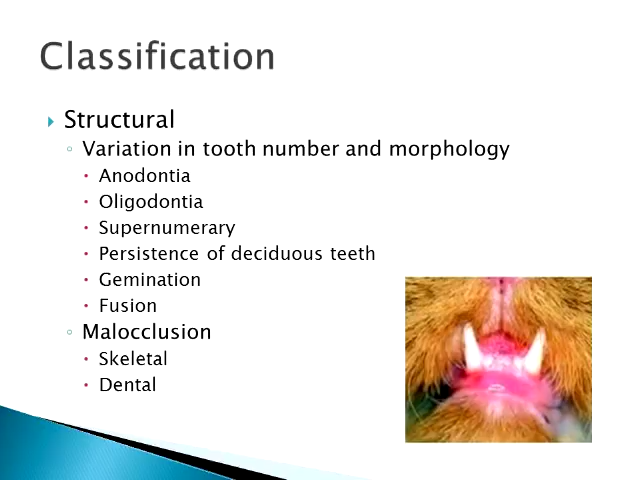 Classification
Structural
Variation in tooth number and morphology
Anodontia
Oligodontia
Supernumerary
Persistence of deciduous teeth
Gemination
Fusion
Malocclusion
Skeletal
Dental